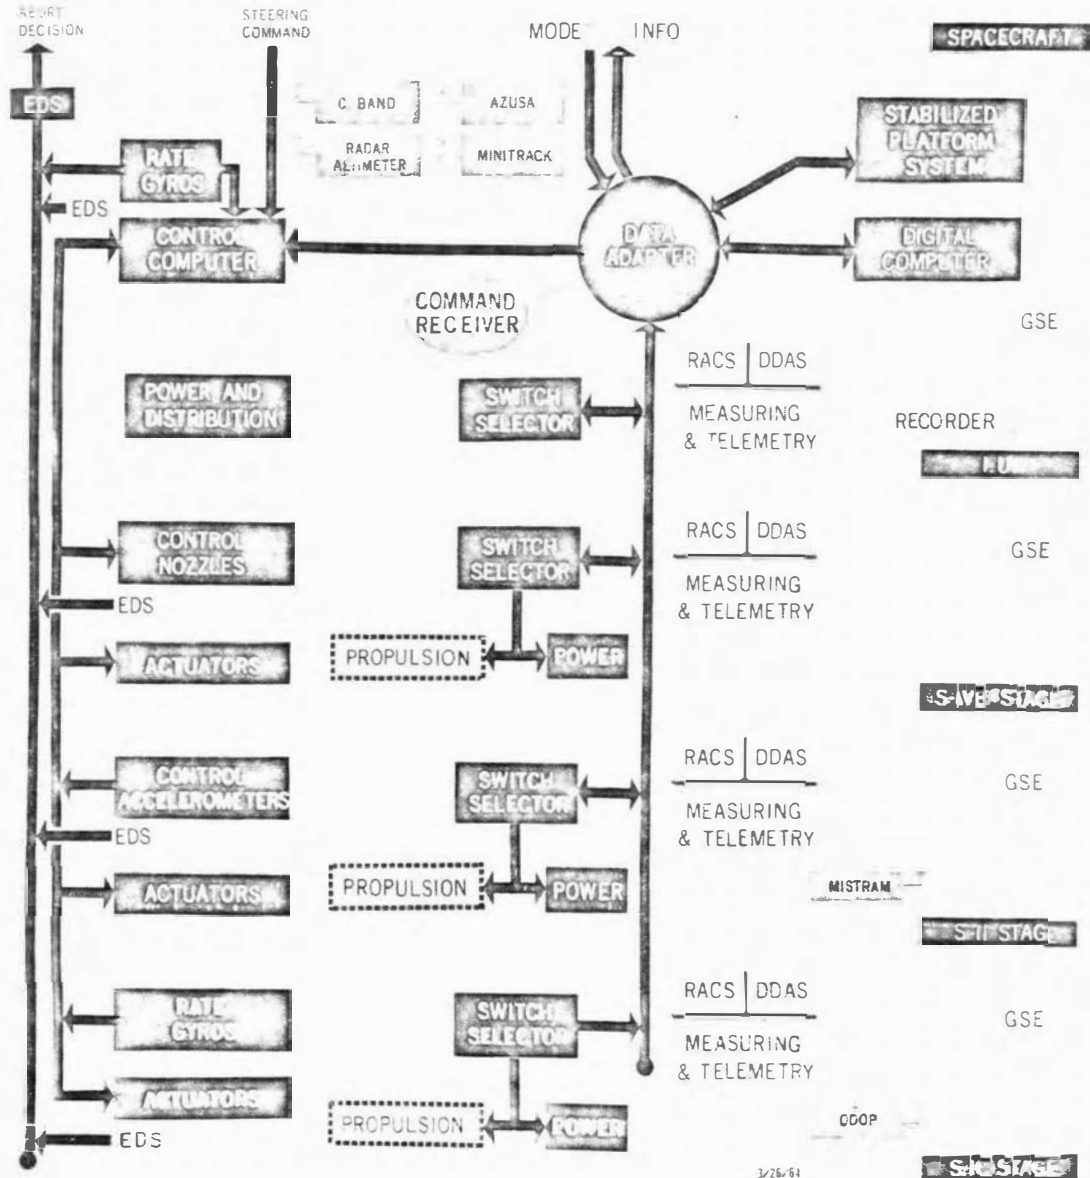 ABORT
DECISION
STEERING
COMMAND
MODE
INFO
SPACECRAFT
EDS
C. BAND
AZUSA
STABILIZED
PLATFORM
SYSTEM
RATE
GYROS
RADAR
ALTIMETER
MINITRACK
EDS
CONTROL
COMPUTER
DATA
ADAPTER
DIGITAL
COMPUTER
COMMAND
RECEIVER
GSE
POWER AND
DISTRIBUTION
SWITCH
SELECTOR
RACS
DDAS
MEASURING
& TELEMETRY
RECORDER
CONTROL
NOZZLES
SWITCH
SELECTOR
RACS
DDAS
MEASURING
& TELEMETRY
GSE
EDS
ACTUATORS
PROPULSION
POWER
S-IVB STAGE
CONTROL
ACCELEROMETERS
SWITCH
SELECTOR
RACS
DDAS
MEASURING
& TELEMETRY
GSE
EDS
ACTUATORS
PROPULSION
POWER
MISTRAM
S-II STAGE
RATE
GYROS
SWITCH
SELECTOR
RACS
DDAS
MEASURING
& TELEMETRY
GSE
ACTUATORS
EDS
PROPULSION
POWER
ODOP
S-IC STAGE